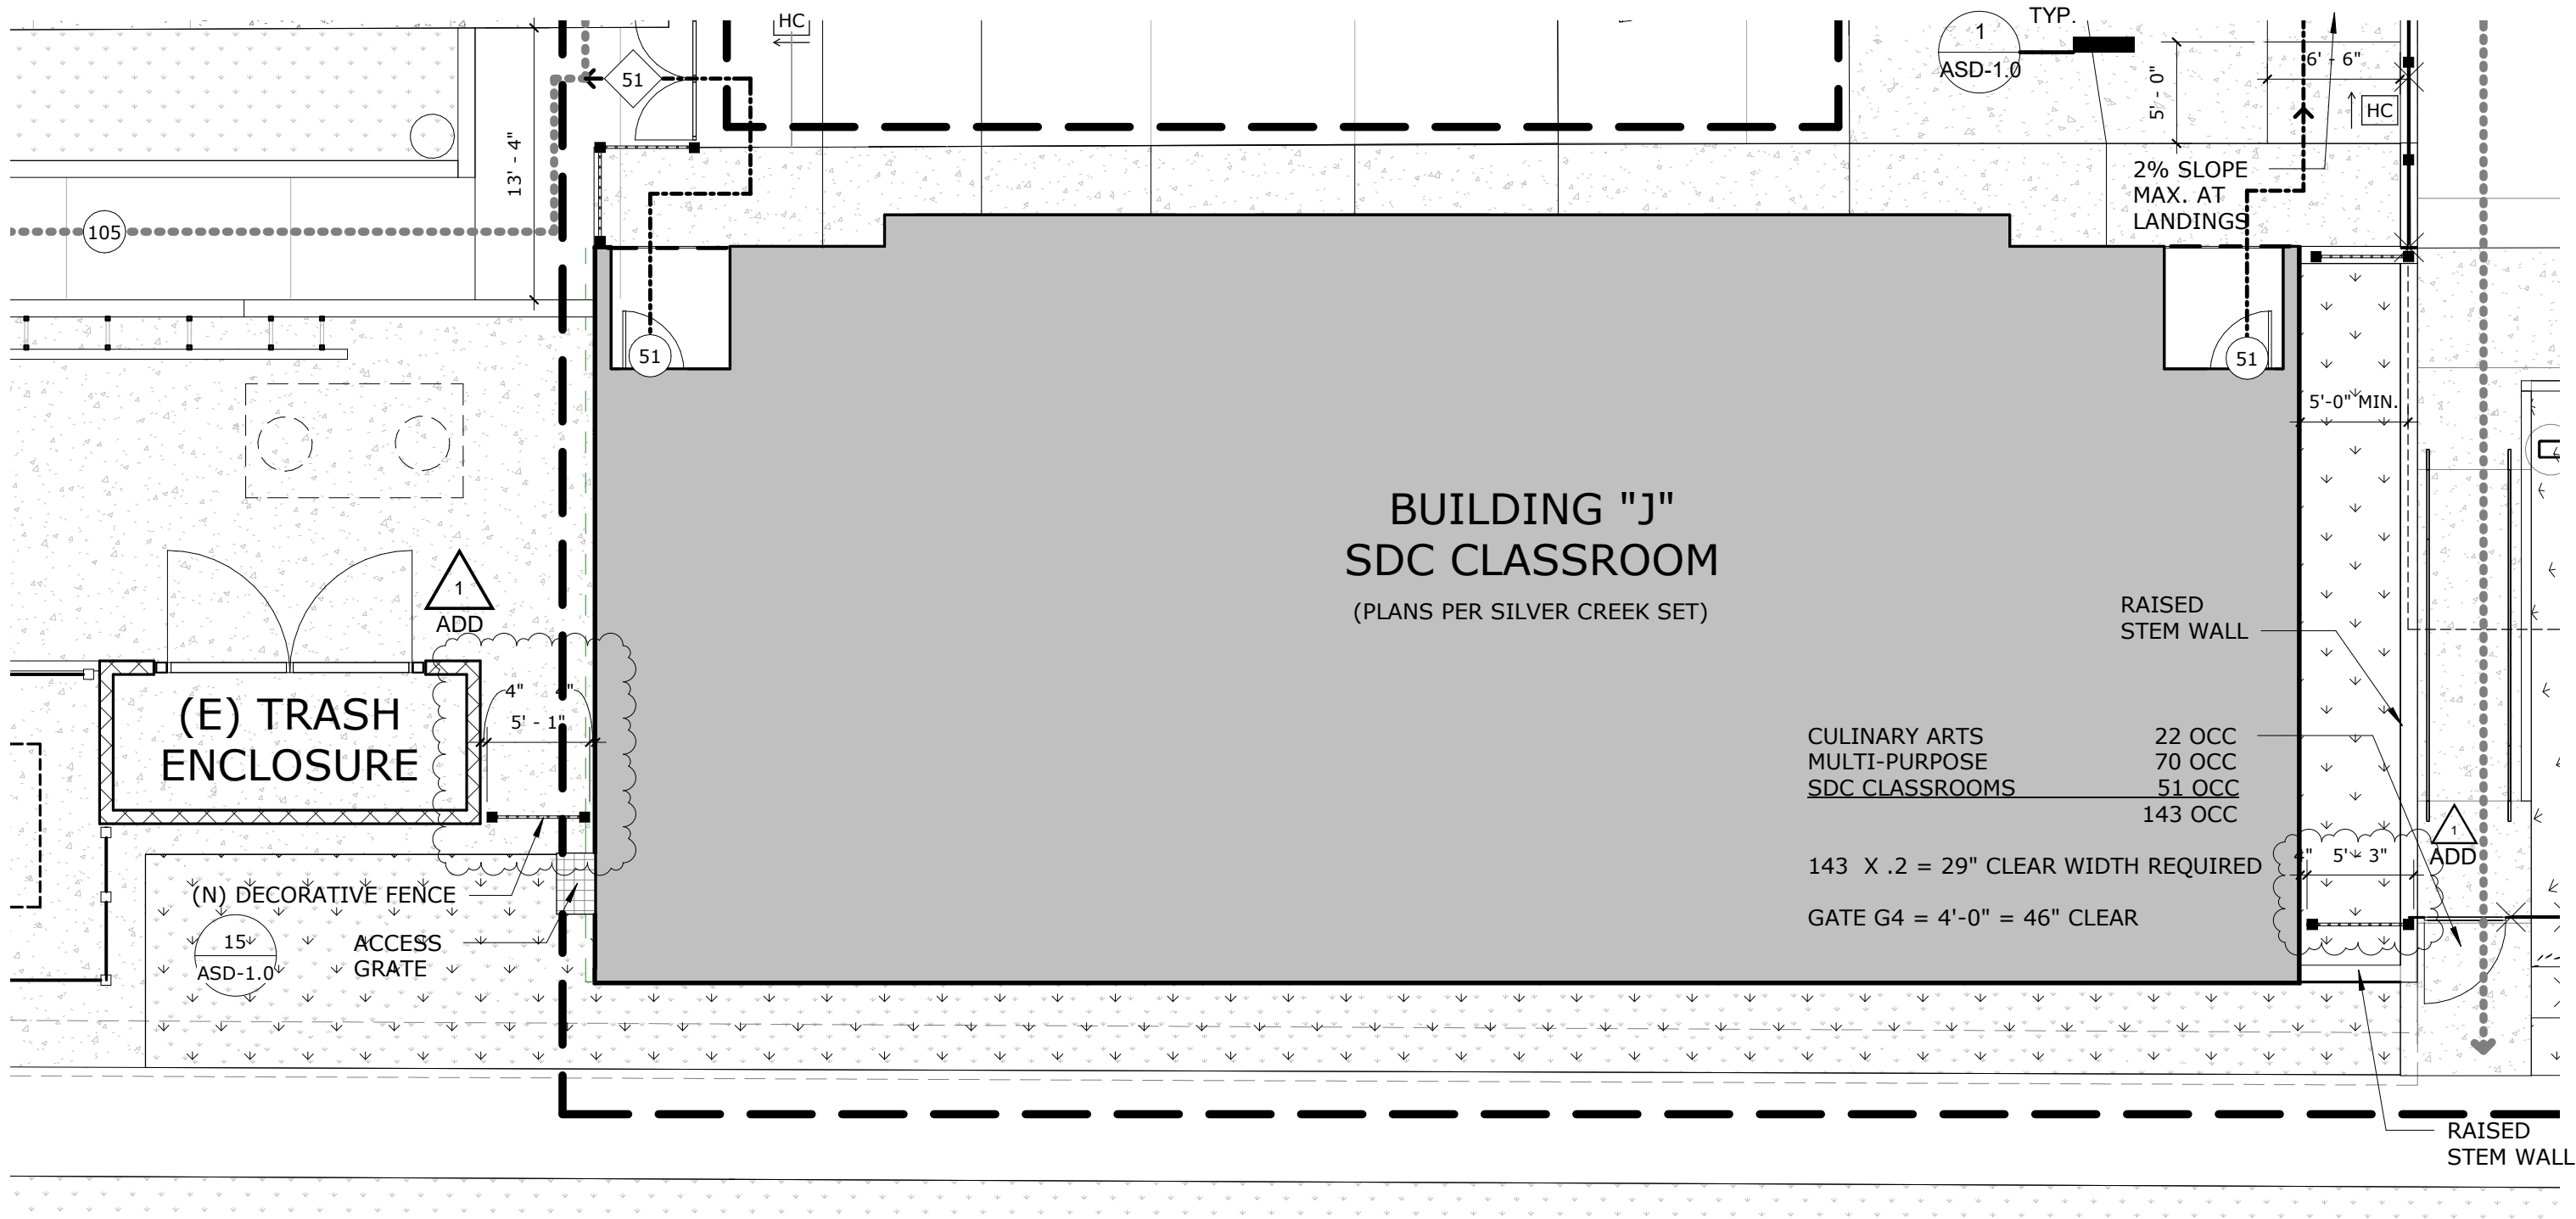 HC
1
ASD-1.0
TYP.
5' - 0"
6' - 6"
HC
51
13' - 4"
105
2% SLOPE
MAX. AT
LANDINGS
51
51
5'-0" MIN.
BUILDING "J"
SDC CLASSROOM
(PLANS PER SILVER CREEK SET)
1
ADD
RAISED
STEM WALL
(E) TRASH
ENCLOSURE
4" 4"
5' - 1"
CULINARY ARTS 22 OCC
MULTI-PURPOSE 70 OCC
SDC CLASSROOMS 51 OCC
143 OCC
143 X .2 = 29" CLEAR WIDTH REQUIRED
GATE G4 = 4'-0" = 46" CLEAR
4" 5' - 3"
1
ADD
(N) DECORATIVE FENCE
15
ASD-1.0
ACCESS
GRATE
RAISED
STEM WALL